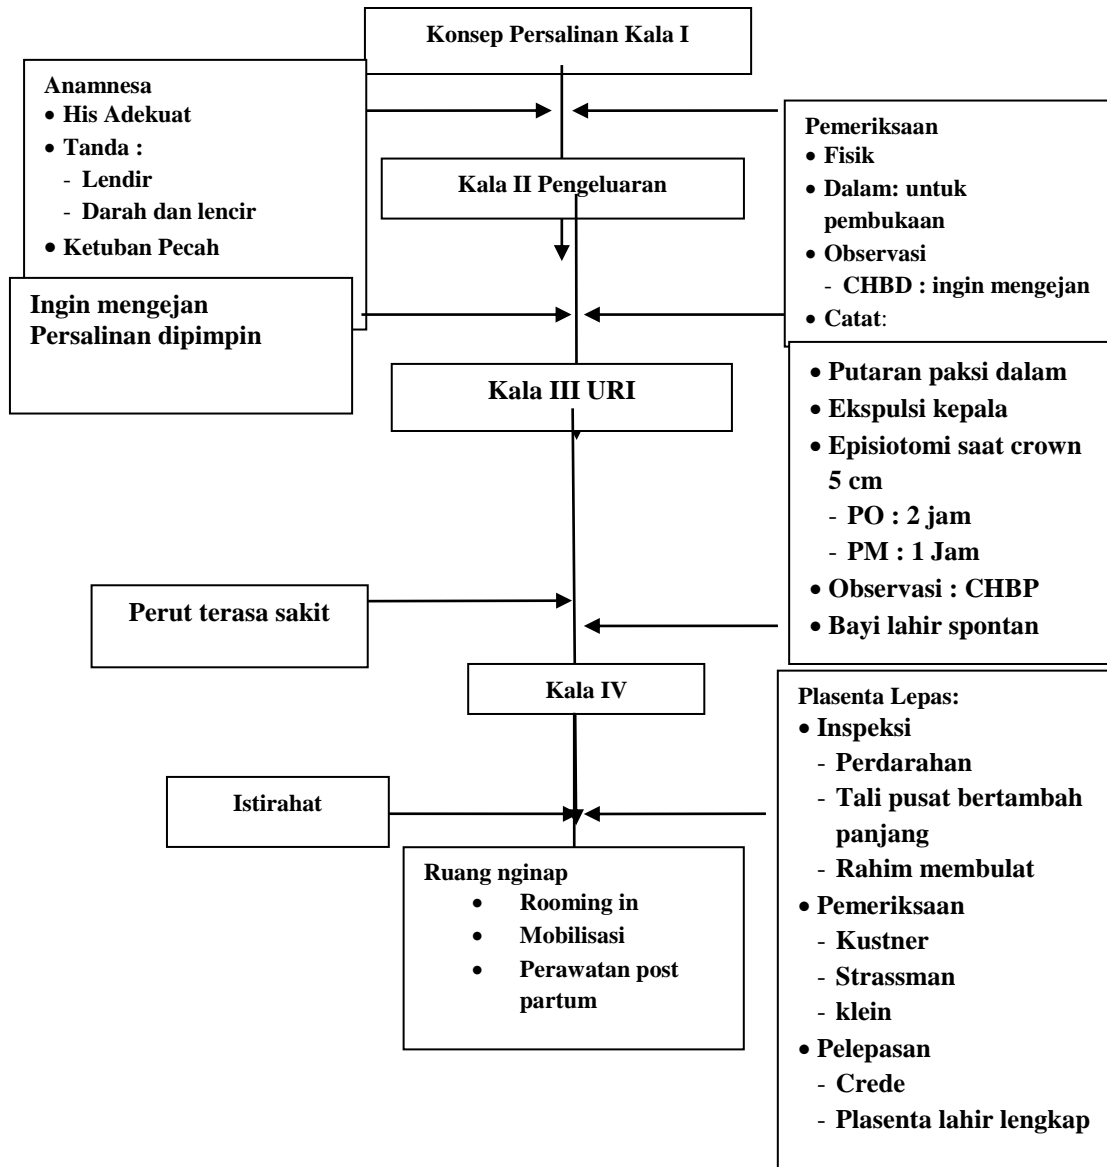 Konsep Persalinan Kala I
Anamnesa
• His Adekuat
• Tanda :
- Lendir
- Darah dan lencir
• Ketuban Pecah
Pemeriksaan
• Fisik
• Dalam: untuk
pembukaan
• Observasi
- CHBD : ingin mengejan
• Catat:
Kala II Pengeluaran
Ingin mengejan
Persalinan dipimpin
• Putaran paksi dalam
• Ekspulsi kepala
• Episiotomi saat crown
5 cm
- PO : 2 jam
- PM : 1 Jam
• Observasi : CHBP
• Bayi lahir spontan
Kala III URI
Perut terasa sakit
Kala IV
Plasenta Lepas:
• Inspeksi
- Perdarahan
- Tali pusat bertambah
panjang
- Rahim membulat
• Pemeriksaan
- Kustner
- Strassman
- klein
• Pelepasan
- Crede
- Plasenta lahir lengkap
Istirahat
Ruang nginap
• Rooming in
• Mobilisasi
• Perawatan post
partum